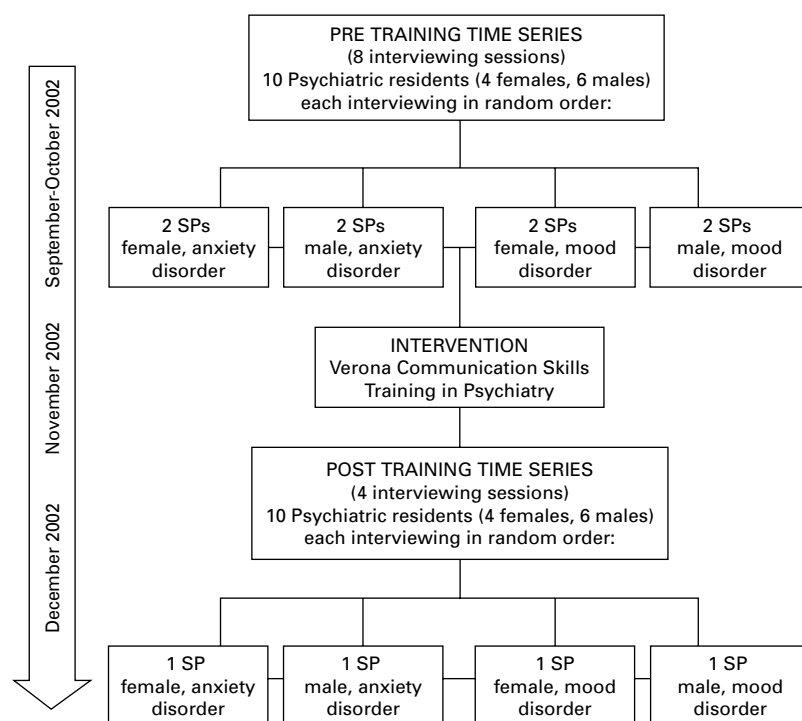 PRE TRAINING TIME SERIES
(8 interviewing sessions)
10 Psychiatric residents (4 females, 6 males)
each interviewing in random order:
September-October 2002
2 SPs
female, anxiety
disorder
2 SPs
male, anxiety
disorder
2 SPs
female, mood
disorder
2 SPs
male, mood
disorder
November 2002
INTERVENTION
Verona Communication Skills
Training in Psychiatry
POST TRAINING TIME SERIES
(4 interviewing sessions)
10 Psychiatric residents (4 females, 6 males)
each interviewing in random order:
December 2002
1 SP
female, anxiety
disorder
1 SP
male, anxiety
disorder
1 SP
female, mood
disorder
1 SP
male, mood
disorder